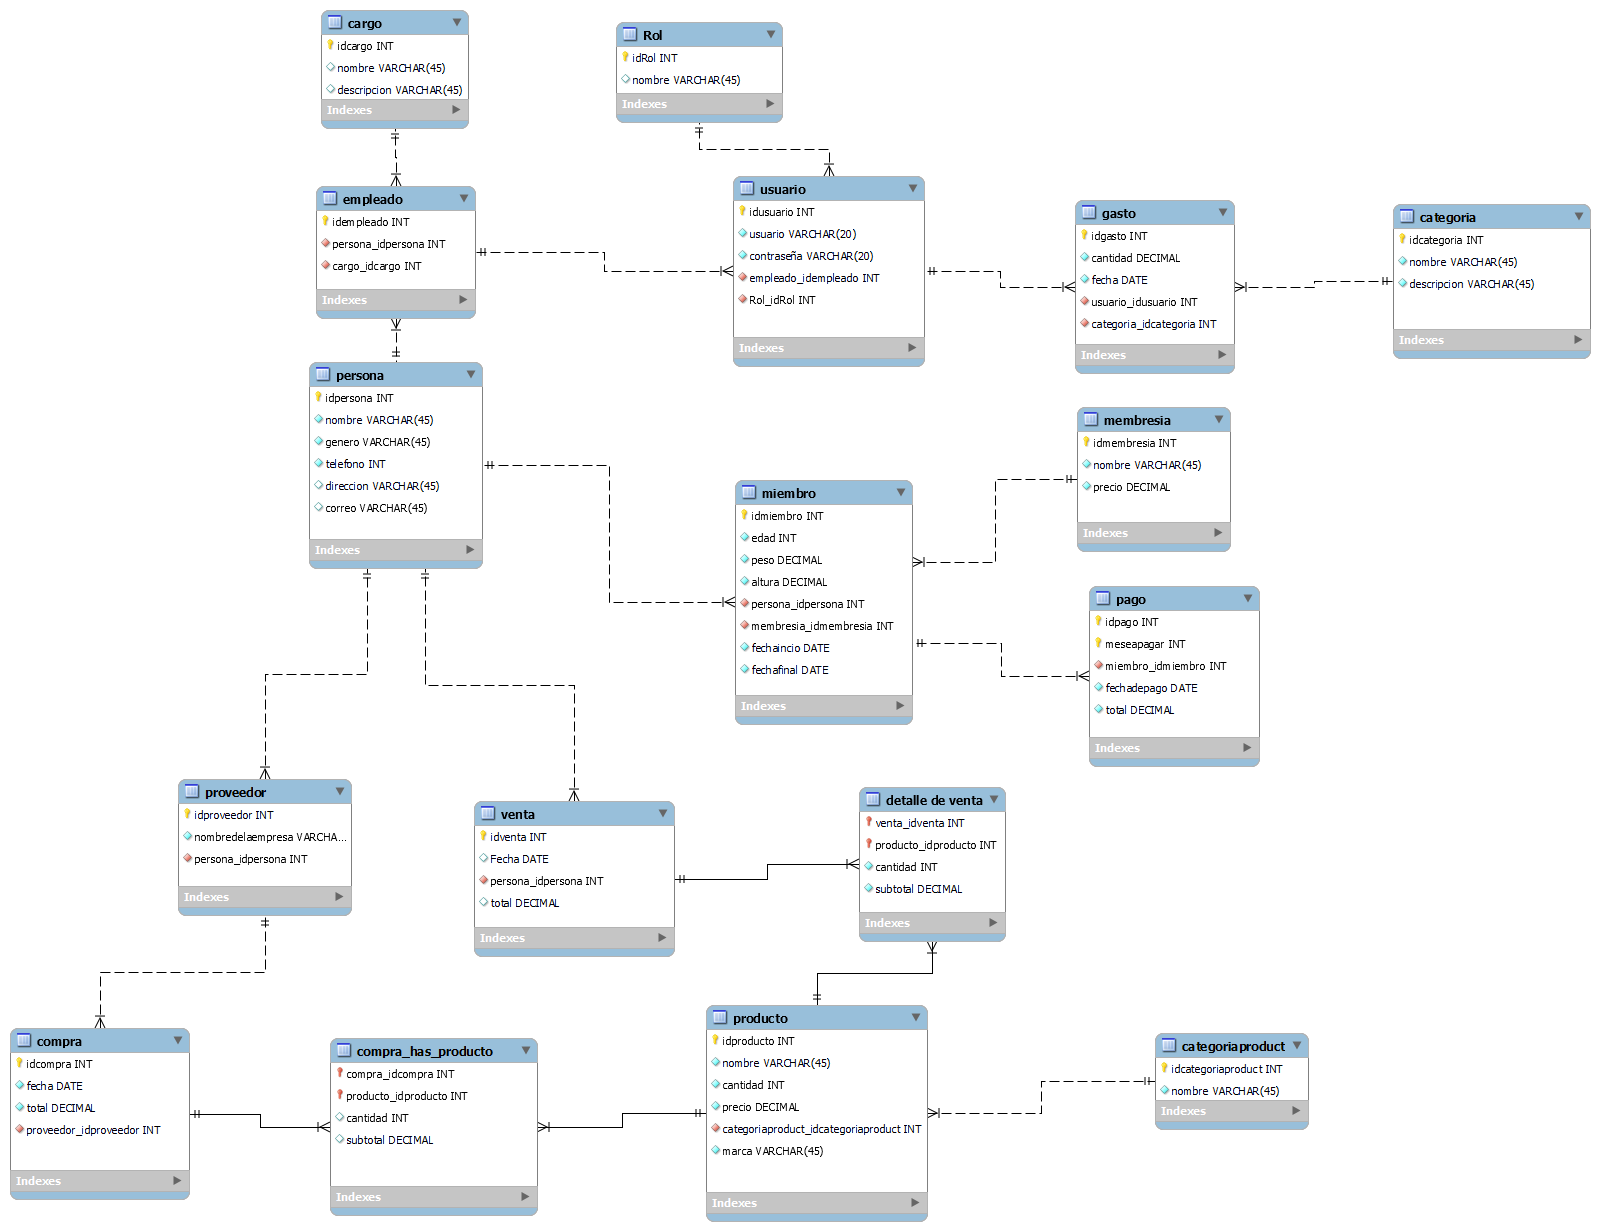 cargo
idcargo INT
nombre VARCHAR(45)
descripcion VARCHAR(45)
Indexes
Rol
idRol INT
nombre VARCHAR(45)
Indexes
empleado
idempleado INT
persona_idpersona INT
cargo_idcargo INT
Indexes
usuario
idusuario INT
usuario VARCHAR(20)
contraseña VARCHAR(20)
empleado_idempleado INT
Rol_idRol INT
Indexes
gasto
idgasto INT
cantidad DECIMAL
fecha DATE
usuario_idusuario INT
categoria_idcategoria INT
Indexes
categoria
idcategoria INT
nombre VARCHAR(45)
descripcion VARCHAR(45)
Indexes
persona
idpersona INT
nombre VARCHAR(45)
genero VARCHAR(45)
telefono INT
direccion VARCHAR(45)
correo VARCHAR(45)
Indexes
membresia
idmembresia INT
nombre VARCHAR(45)
precio DECIMAL
Indexes
miembro
idmiembro INT
edad INT
peso DECIMAL
altura DECIMAL
persona_idpersona INT
membresia_idmembresia INT
fechaincio DATE
fechafinal DATE
Indexes
pago
idpago INT
meseapagar INT
miembro_idmiembro INT
fechadepago DATE
total DECIMAL
Indexes
proveedor
idproveedor INT
nombredelaempresa VARCHA...
persona_idpersona INT
Indexes
venta
idventa INT
Fecha DATE
persona_idpersona INT
total DECIMAL
Indexes
detalle de venta
venta_idventa INT
producto_idproducto INT
cantidad INT
subtotal DECIMAL
Indexes
compra
idcompra INT
fecha DATE
total DECIMAL
proveedor_idproveedor INT
Indexes
compra_has_producto
compra_idcompra INT
producto_idproducto INT
cantidad INT
subtotal DECIMAL
Indexes
producto
idproducto INT
nombre VARCHAR(45)
cantidad INT
precio DECIMAL
categoriaproduct_idcategoriaproduct INT
marca VARCHAR(45)
Indexes
categoriaproduct
idcategoriaproduct INT
nombre VARCHAR(45)
Indexes